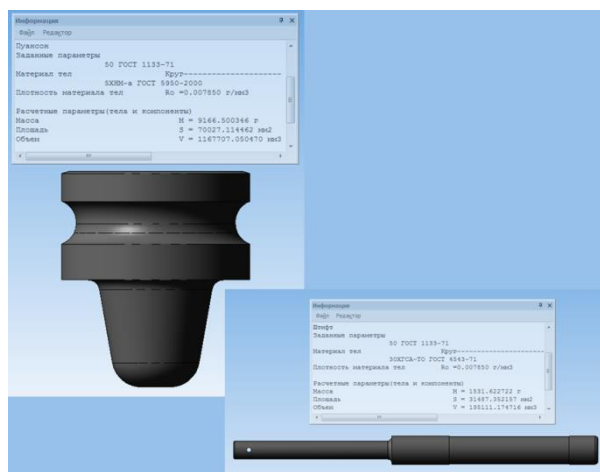 Информация
Файл Редактор
Пуансон
Заданные параметры
50 ГОСТ 1133-71
Материал тел Круг----------------------
5ХНМ-а ГОСТ 5950-2000
Плотность материала тел Ro =0.007850 г/мм3
Расчетные параметры(тела и компоненты)
Масса M = 9166.500346 г
Площадь S = 70027.114462 мм2
Объем V = 1167707.050470 мм3
Информация
Файл Редактор
Штифт
Заданные параметры
50 ГОСТ 1133-71
Материал тел Круг----------------------
30ХГСА-ТО ГОСТ 4543-71
Плотность материала тел Ro =0.007850 г/мм3
Расчетные параметры(тела и компоненты)
Масса M = 1531.622722 г
Площадь S = 31487.352157 мм2
Объем V = 195111.174716 мм3